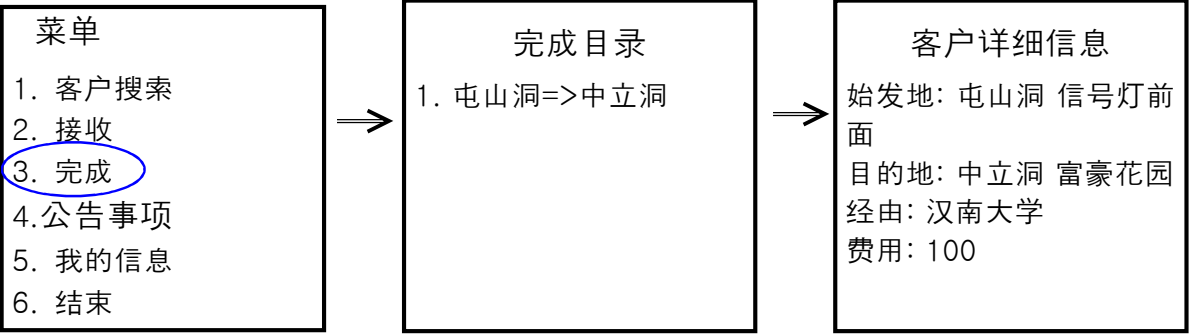 菜单
1. 客户搜索
2. 接收
3. 完成
4.公告事项
5. 我的信息
6. 结束
完成目录
1. 屯山洞=>中立洞
客户详细信息
始发地: 屯山洞 信号灯前
面
目的地: 中立洞 富豪花园
经由: 汉南大学
费用: 100